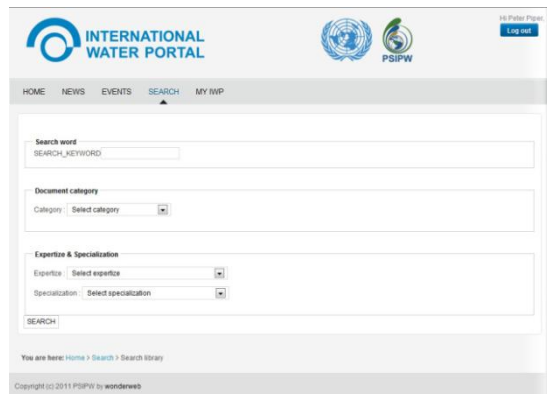 Hi Peter Piper,
Log out
INTERNATIONAL
WATER PORTAL
PSIPW
HOME NEWS EVENTS SEARCH MY IWP
Search word
SEARCH_KEYWORD
Document category
Category : Select category
Expertize & Specialization
Expertize : Select expertize
Specialization : Select specialization
SEARCH
You are here: Home > Search > Search library
Copyright (c) 2011 PSIPW by wonderweb